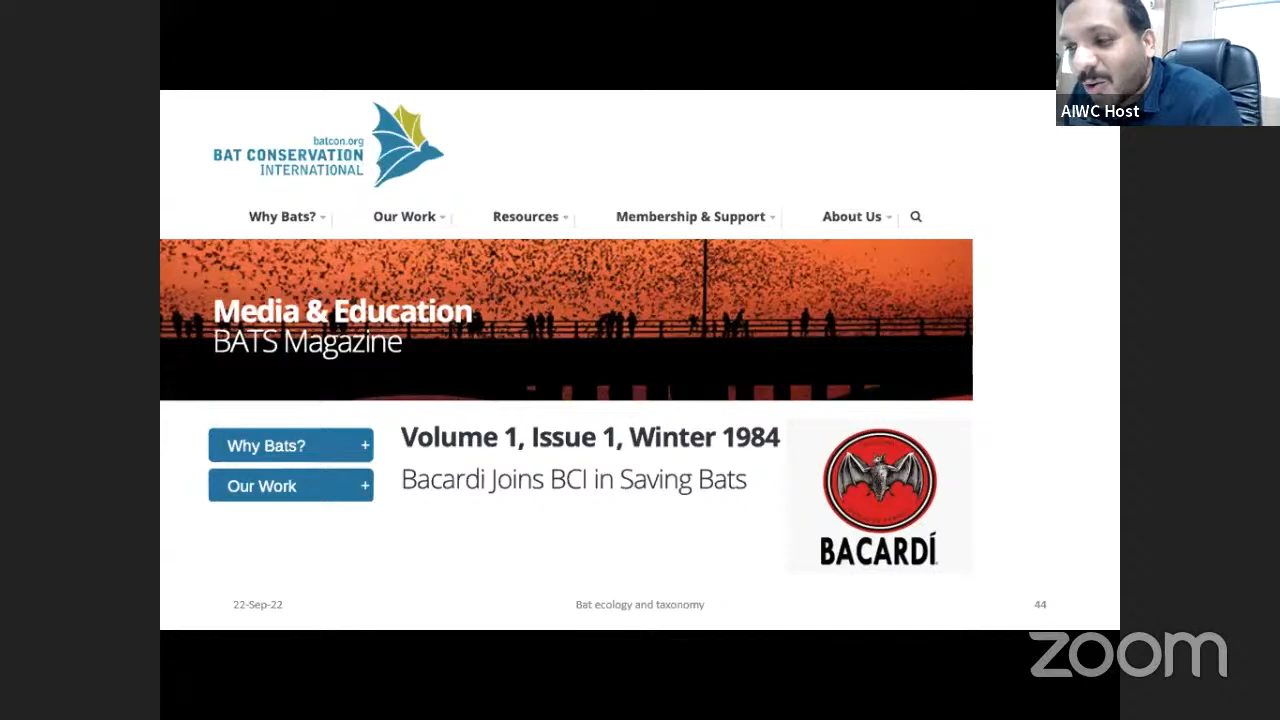 AIWC Host
batcon.org
BAT CONSERVATION
INTERNATIONAL
Why Bats?
Our Work
Resources
Membership & Support
About Us
Media & Education
BATS Magazine
Why Bats? +
Our Work +
Volume 1, Issue 1, Winter 1984
Bacardi Joins BCI in Saving Bats
BACARDÍ
22-Sep-22
Bat ecology and taxonomy
44
zoom